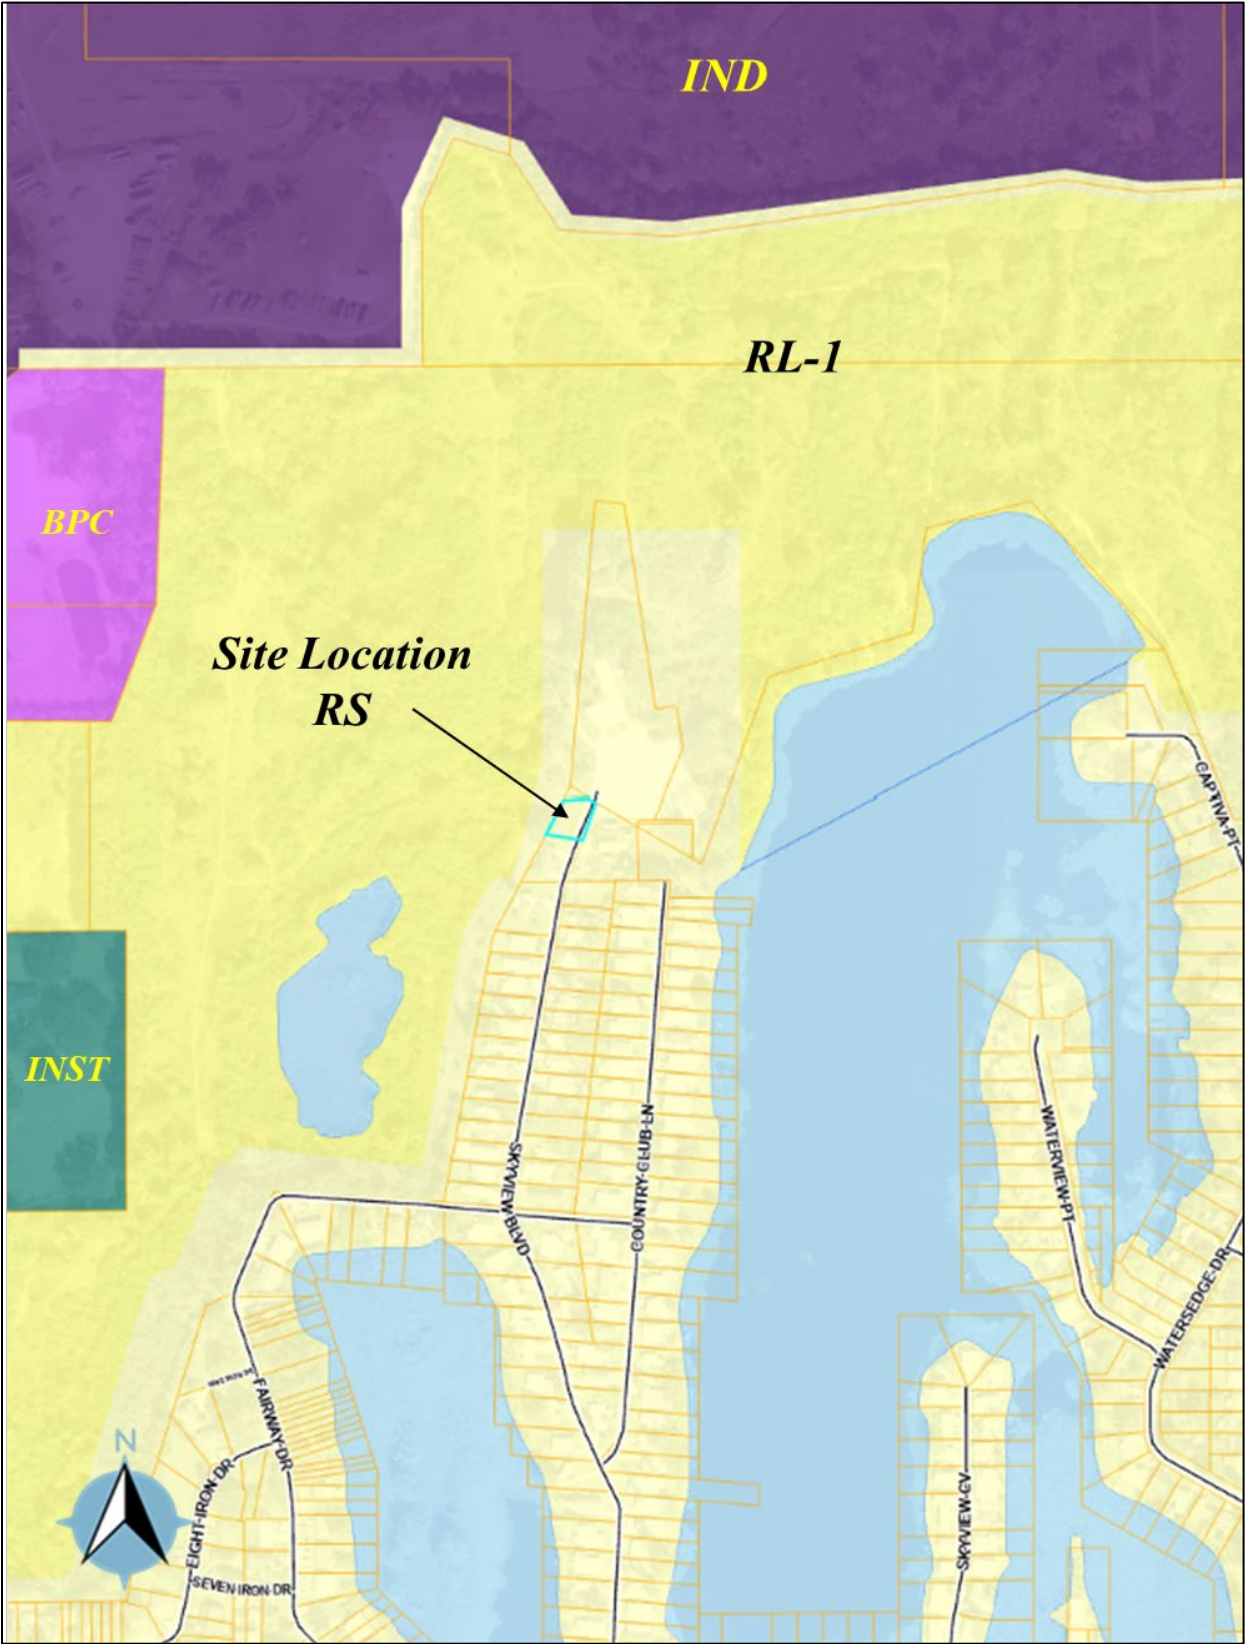 IND
RL-1
BPC
Site Location
RS
CAPTIVA-PT
INST
SKYVIEW-BLVD
COUNTRY-CLUB-LN
WATERVIEW-PT
WATERSEDGE-DR
FAIRWAY-DR
N
EIGHT-IRON-DR
SKYVIEW-CV
SEVEN-IRON-DR